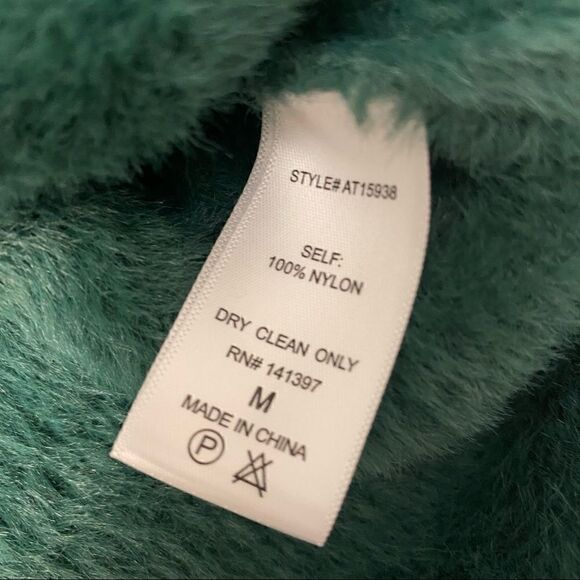 STYLE# AT15938
SELF:
100% NYLON
DRY CLEAN ONLY
RN# 141397
M
MADE IN CHINA
P